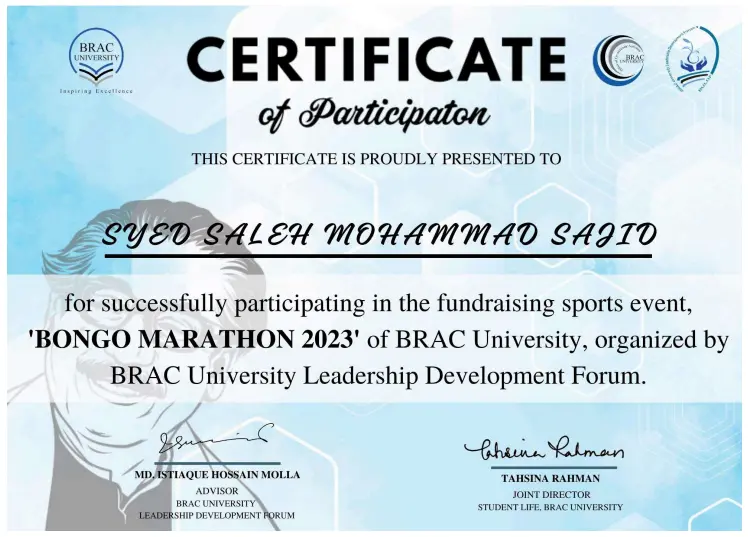 BRAC
UNIVERSITY
Inspiring Excellence
CERTIFICATE
of Participaton
BRAC
UNIVERSITY
THIS CERTIFICATE IS PROUDLY PRESENTED TO
SYED SALEH MOHAMMAD SAJID
for successfully participating in the fundraising sports event,
'BONGO MARATHON 2023' of BRAC University, organized by
BRAC University Leadership Development Forum.
Tahsina Rahman
MD. ISTIAQUE HOSSAIN MOLLA
ADVISOR
BRAC UNIVERSITY
LEADERSHIP DEVELOPMENT FORUM
TAHSINA RAHMAN
JOINT DIRECTOR
STUDENT LIFE, BRAC UNIVERSITY